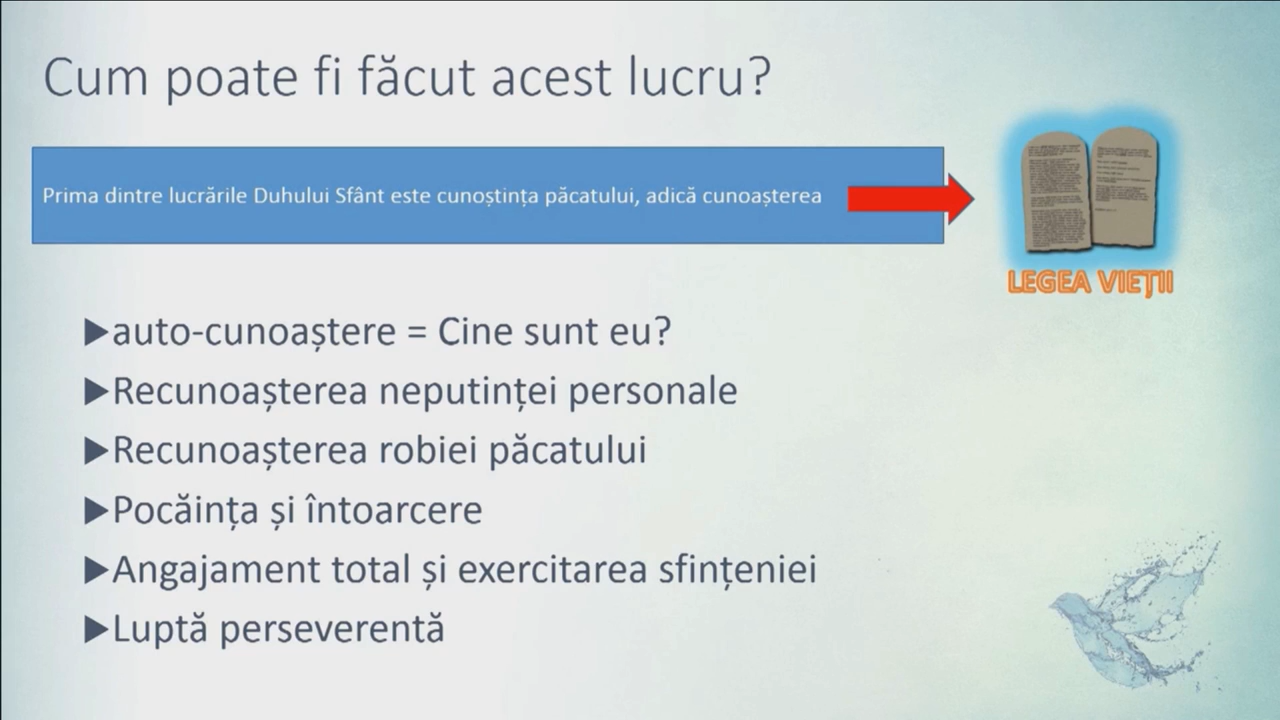 Cum poate fi făcut acest lucru?
Prima dintre lucrările Duhului Sfânt este cunoștința păcatului, adică cunoașterea
LEGEA VIEȚII
▶auto-cunoaștere = Cine sunt eu?
▶Recunoașterea neputinței personale
▶Recunoașterea robiei păcatului
▶Pocăința și întoarcere
▶Angajament total și exercitarea sfințeniei
▶Luptă perseverentă